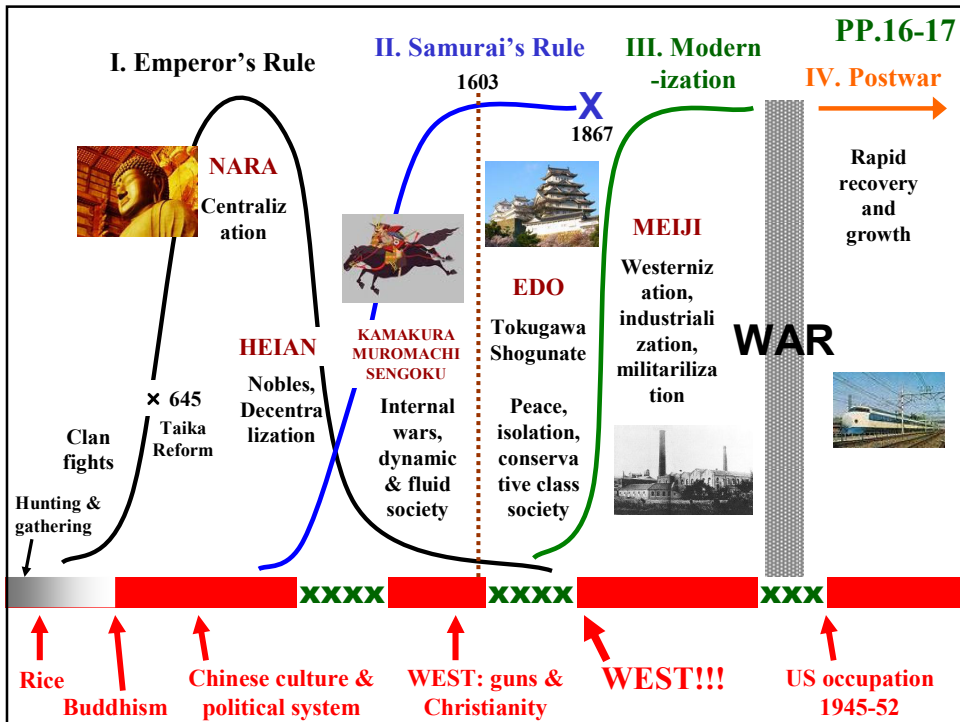 PP.16-17
I. Emperor's Rule
II. Samurai's Rule
III. Modern
-ization
IV. Postwar
1603
1867
NARA
Centraliz
ation
HEIAN
Nobles,
Decentra
lization
645
Taika
Reform
Clan
fights
Hunting &
gathering
KAMAKURA
MUROMACHI
SENGOKU
Internal
wars,
dynamic
& fluid
society
EDO
Tokugawa
Shogunate
Peace,
isolation,
conserva
tive class
society
MEIJI
Westerniz
ation,
industriali
zation,
militariliza
tion
WAR
Rapid
recovery
and
growth
xxxx
xxxx
xxx
Rice
Buddhism
Chinese culture &
political system
WEST: guns &
Christianity
WEST!!!
US occupation
1945-52